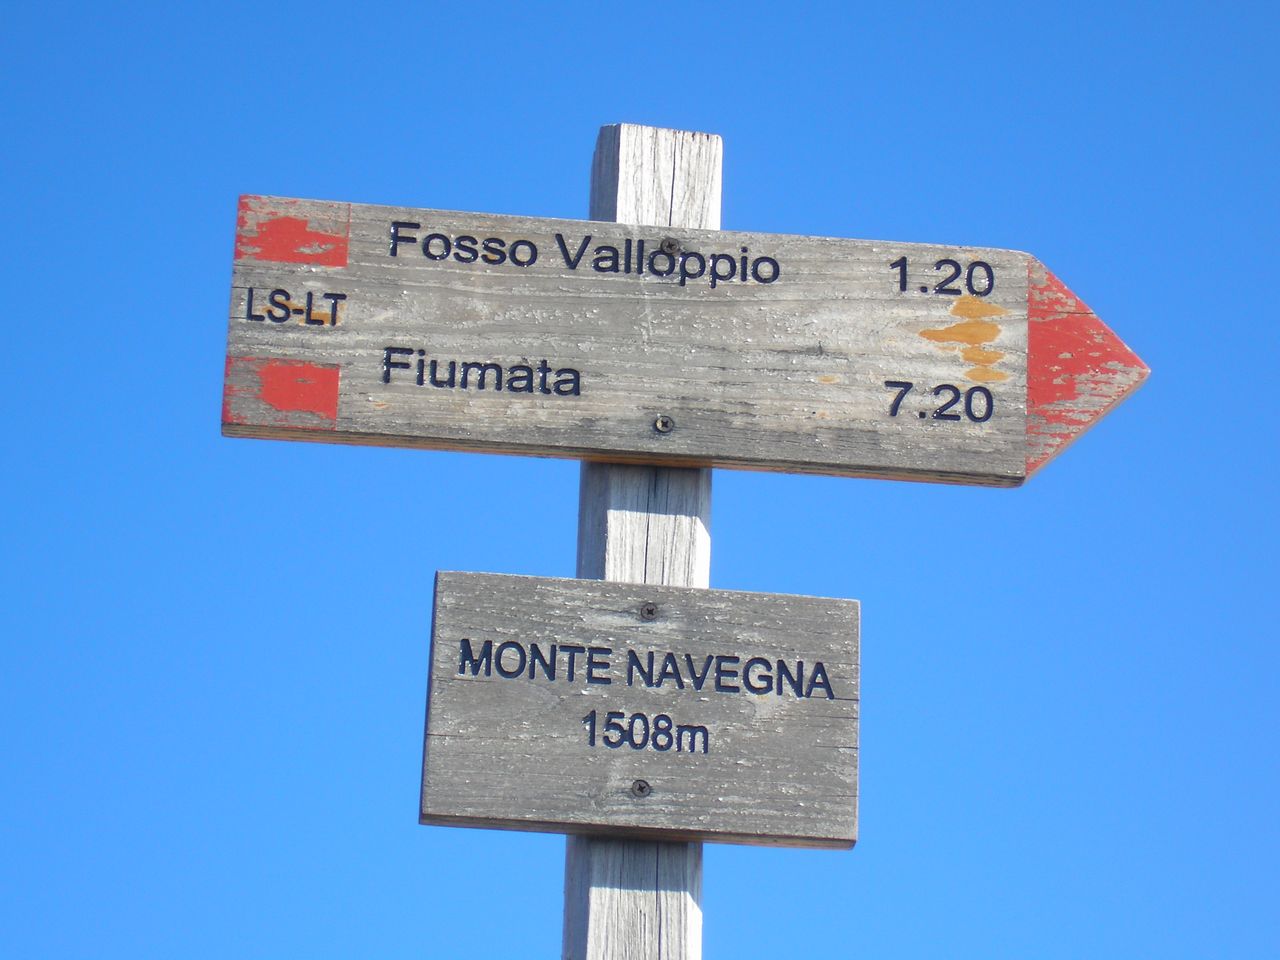 Fosso Valloppio 1.20
LS-LT
Fiumata 7.20
MONTE NAVEGNA
1508m